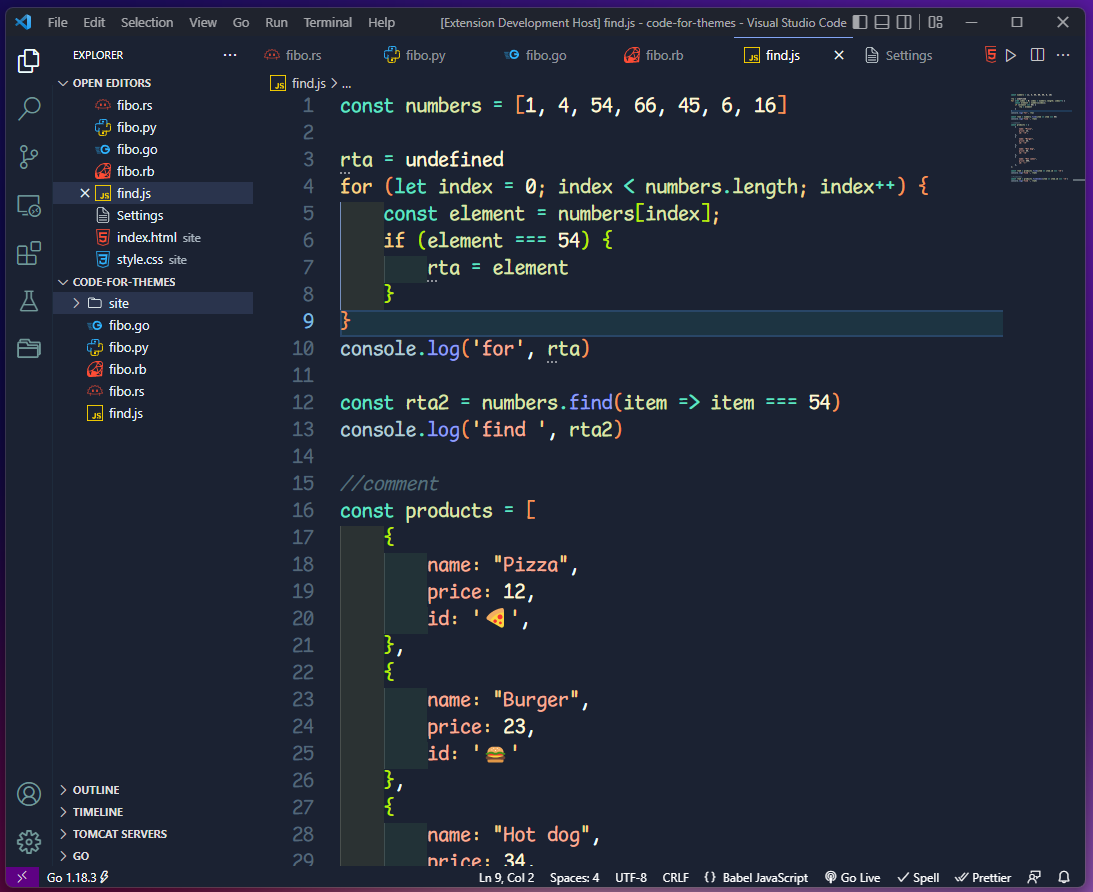 File Edit Selection View Go Run Terminal Help [Extension Development Host] find.js - code-for-themes - Visual Studio Code
EXPLORER
fibo.rs fibo.py fibo.go fibo.rb find.js Settings
OPEN EDITORS
fibo.rs
fibo.py
fibo.go
fibo.rb
find.js
Settings
index.html site
style.css site
CODE-FOR-THEMES
site
fibo.go
fibo.py
fibo.rb
fibo.rs
find.js
OUTLINE
TIMELINE
TOMCAT SERVERS
GO
find.js > ...
1 const numbers = [1, 4, 54, 66, 45, 6, 16]
2
3 rta = undefined
4 for (let index = 0; index < numbers.length; index++) {
5 const element = numbers[index];
6 if (element === 54) {
7 rta = element
8 }
9 }
10 console.log('for', rta)
11
12 const rta2 = numbers.find(item => item === 54)
13 console.log('find ', rta2)
14
15 //comment
16 const products = [
17 {
18 name: "Pizza",
19 price: 12,
20 id: '🍕',
21 },
22 {
23 name: "Burger",
24 price: 23,
25 id: '🍔'
26 },
27 {
28 name: "Hot dog",
29 price: 34,
Go 1.18.3 Ln 9, Col 2 Spaces: 4 UTF-8 CRLF {} Babel JavaScript Go Live Spell Prettier